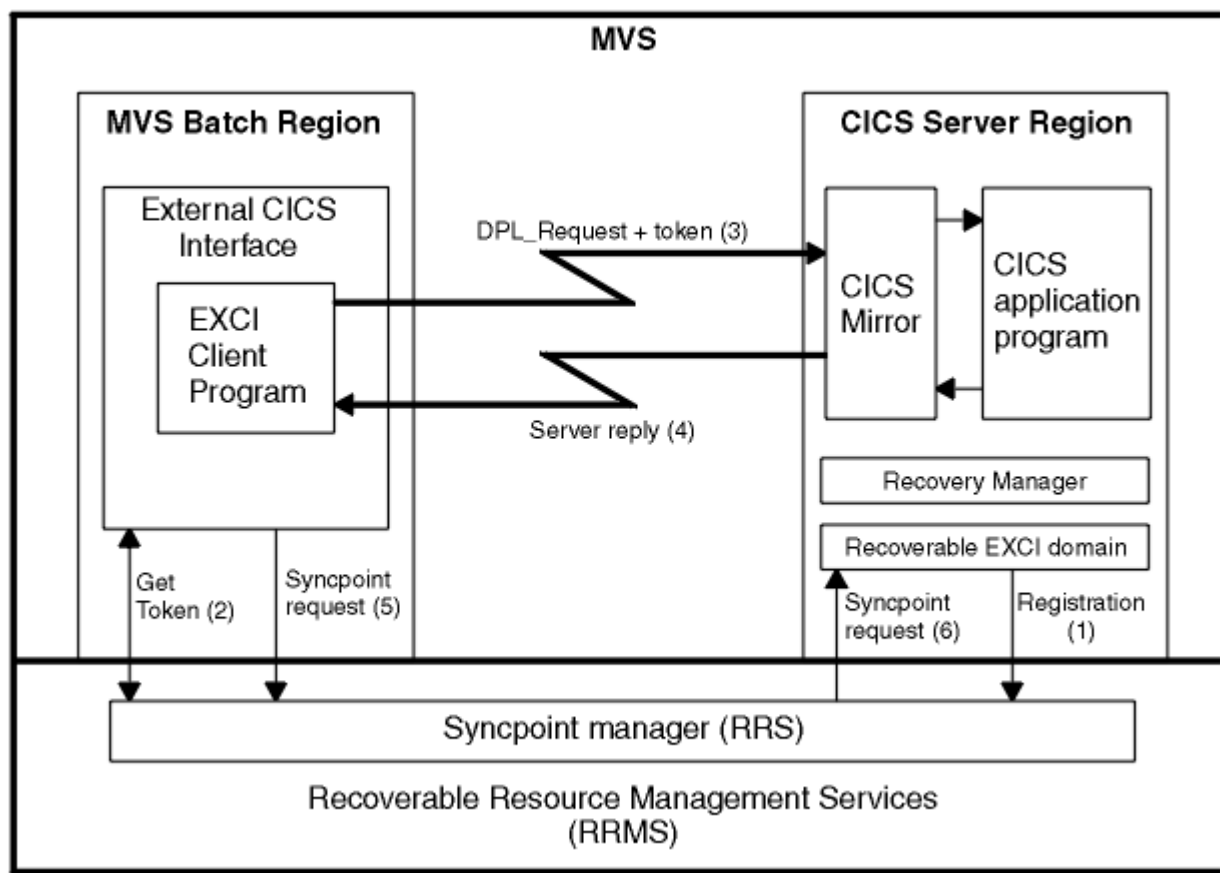 MVS
MVS Batch Region
External CICS
Interface
EXCI
Client
Program
DPL_Request + token (3)
Server reply (4)
CICS Server Region
CICS
Mirror
CICS
application
program
Recovery Manager
Recoverable EXCI domain
Get
Token (2)
Syncpoint
request (5)
Syncpoint
request (6)
Registration
(1)
Syncpoint manager (RRS)
Recoverable Resource Management Services
(RRMS)